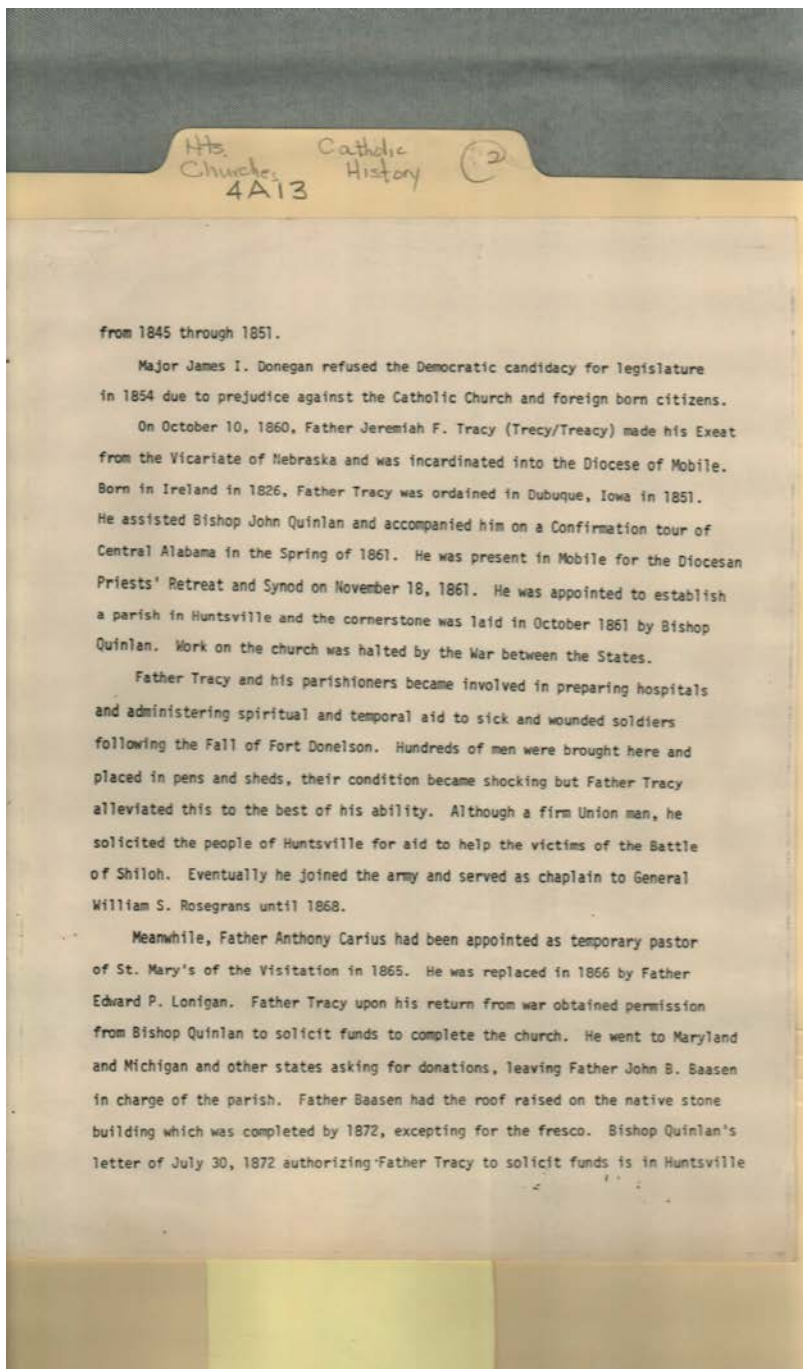 Hts. Catholic 2
Churches History
4A13
from 1845 through 1851.
Major James I. Donegan refused the Democratic candidacy for legislature
in 1854 due to prejudice against the Catholic Church and foreign born citizens.
On October 10, 1860, Father Jeremiah F. Tracy (Trecy/Treacy) made his Exeat
from the Vicariate of Nebraska and was incardinated into the Diocese of Mobile.
Born in Ireland in 1826, Father Tracy was ordained in Dubuque, Iowa in 1851.
He assisted Bishop John Quinlan and accompanied him on a Confirmation tour of
Central Alabama in the Spring of 1861. He was present in Mobile for the Diocesan
Priests' Retreat and Synod on November 18, 1861. He was appointed to establish
a parish in Huntsville and the cornerstone was laid in October 1861 by Bishop
Quinlan. Work on the church was halted by the War between the States.
Father Tracy and his parishioners became involved in preparing hospitals
and administering spiritual and temporal aid to sick and wounded soldiers
following the Fall of Fort Donelson. Hundreds of men were brought here and
placed in pens and sheds, their condition became shocking but Father Tracy
alleviated this to the best of his ability. Although a firm Union man, he
solicited the people of Huntsville for aid to help the victims of the Battle
of Shiloh. Eventually he joined the army and served as chaplain to General
William S. Rosegrans until 1868.
Meanwhile, Father Anthony Carius had been appointed as temporary pastor
of St. Mary's of the Visitation in 1865. He was replaced in 1866 by Father
Edward P. Lonigan. Father Tracy upon his return from war obtained permission
from Bishop Quinlan to solicit funds to complete the church. He went to Maryland
and Michigan and other states asking for donations, leaving Father John B. Baasen
in charge of the parish. Father Baasen had the roof raised on the native stone
building which was completed by 1872, excepting for the fresco. Bishop Quinlan's
letter of July 30, 1872 authorizing Father Tracy to solicit funds is in Huntsville